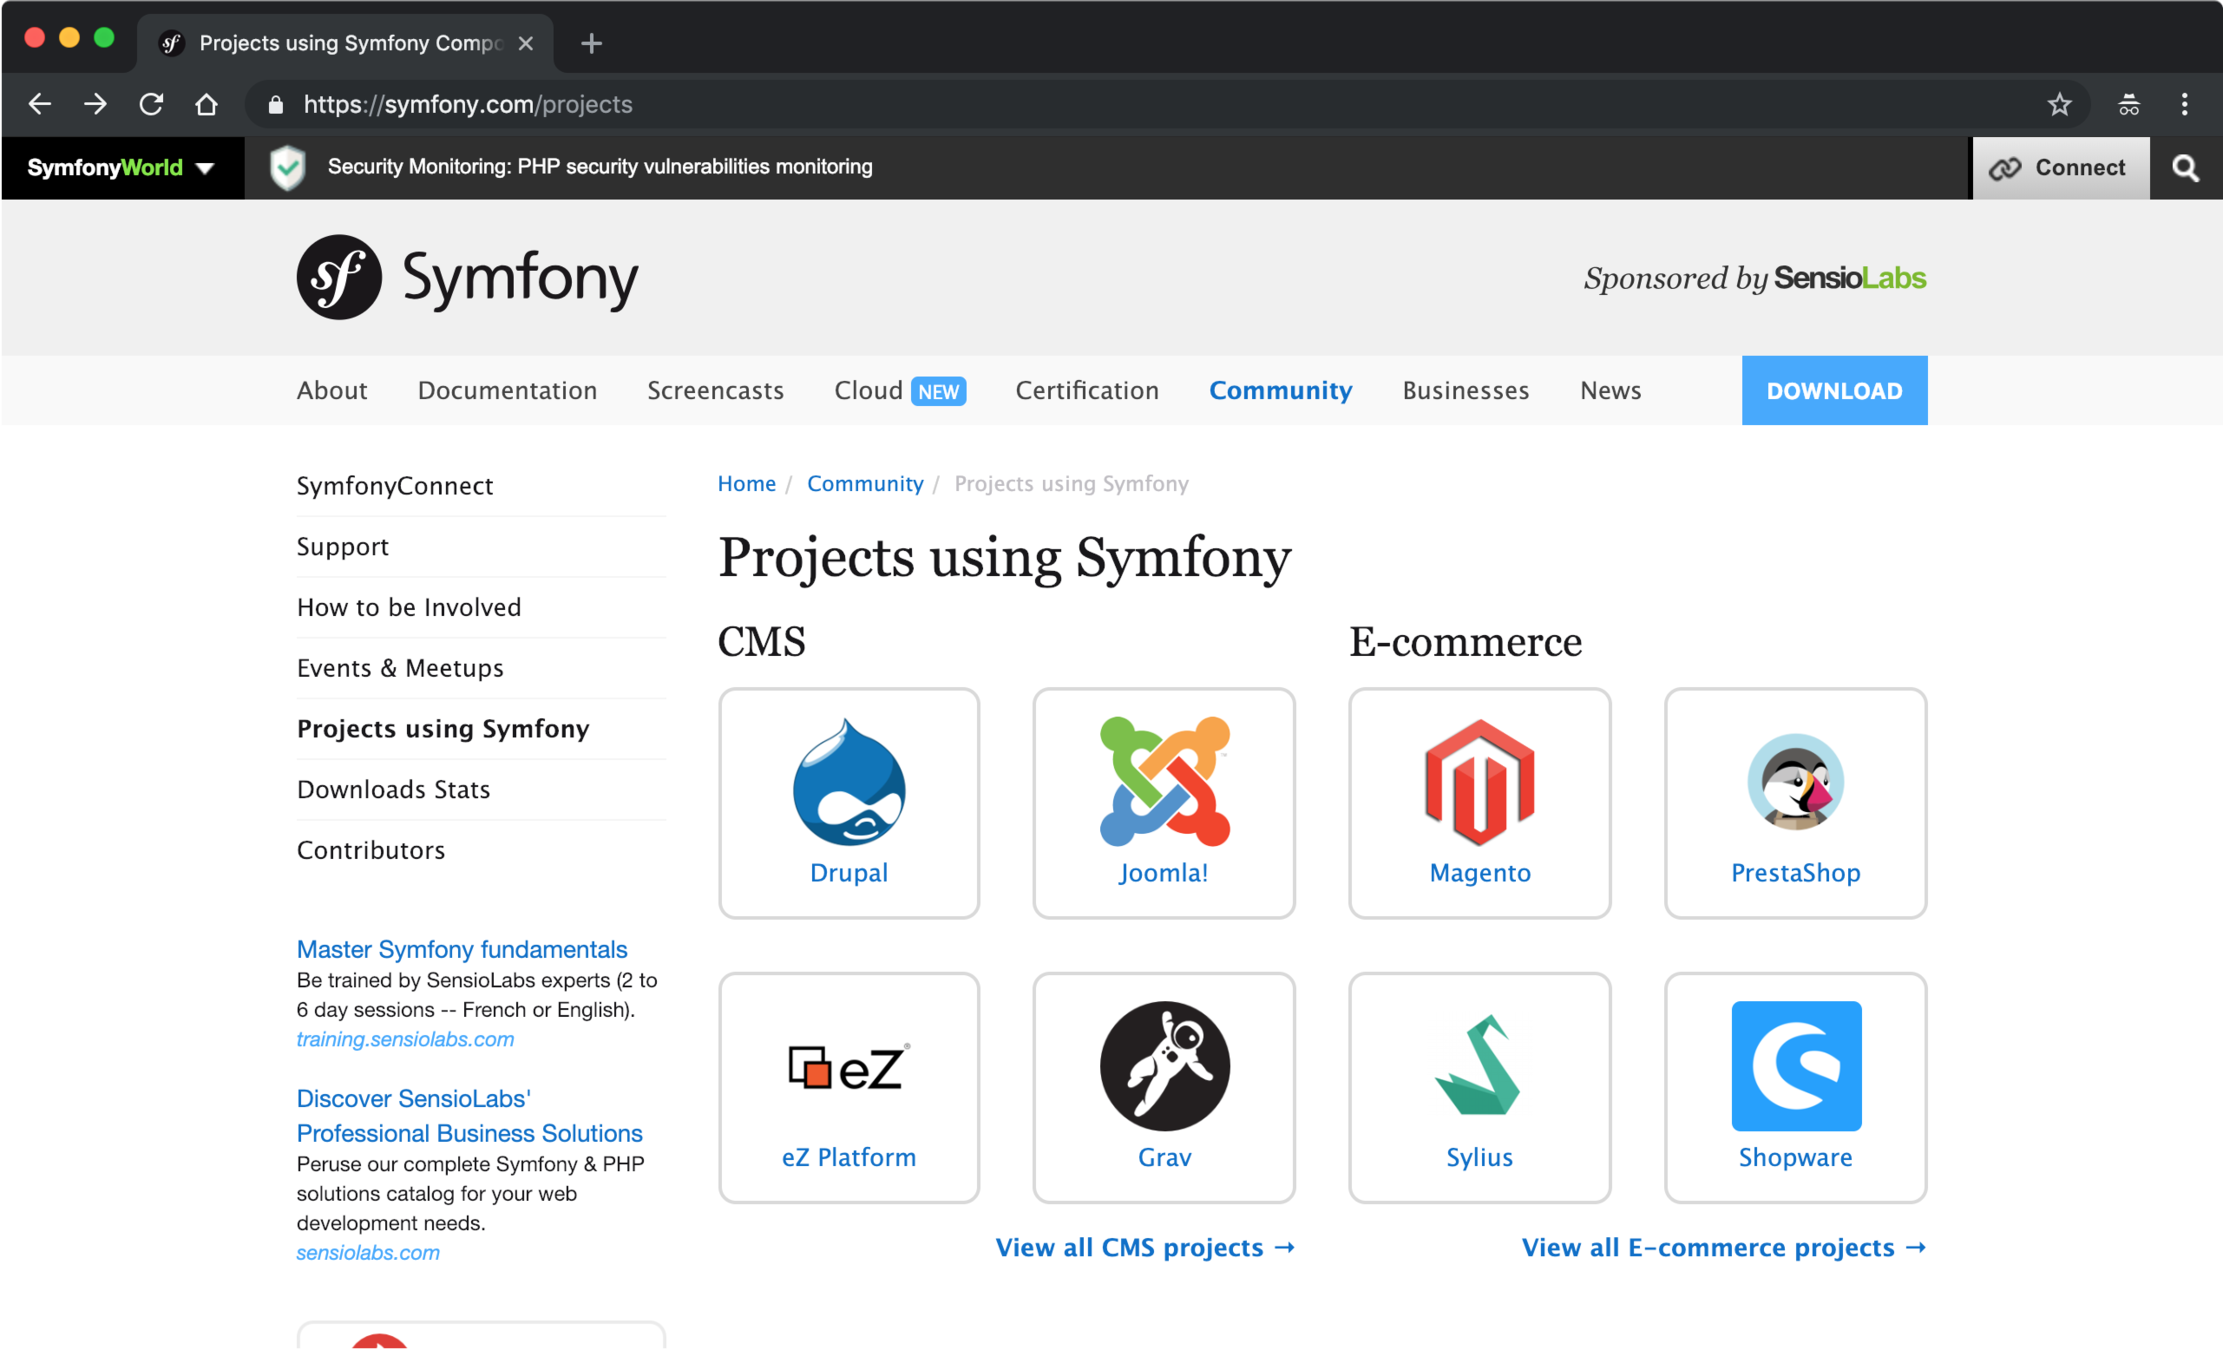 Projects using Symfony Compo
https://symfony.com/projects
SymfonyWorld
Security Monitoring: PHP security vulnerabilities monitoring
Connect
sf Symfony
Sponsored by SensioLabs
About
Documentation
Screencasts
Cloud NEW
Certification
Community
Businesses
News
DOWNLOAD
SymfonyConnect
Support
How to be Involved
Events & Meetups
Projects using Symfony
Downloads Stats
Contributors
Master Symfony fundamentals
Be trained by SensioLabs experts (2 to
6 day sessions -- French or English).
training.sensiolabs.com
Discover SensioLabs'
Professional Business Solutions
Peruse our complete Symfony & PHP
solutions catalog for your web
development needs.
sensiolabs.com
Home / Community / Projects using Symfony
Projects using Symfony
CMS
Drupal
Joomla!
eZ®
eZ Platform
Grav
View all CMS projects →
E-commerce
Magento
PrestaShop
Sylius
Shopware
View all E-commerce projects →